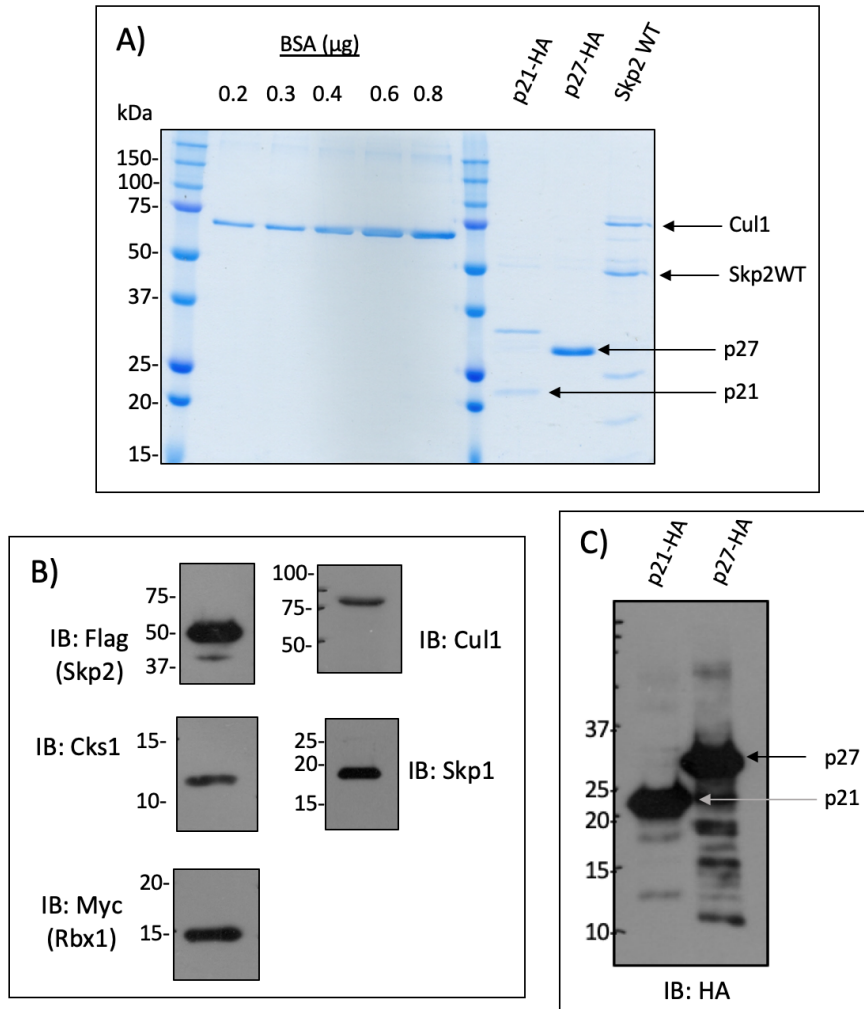 A)
BSA (µg)
0.2 0.3 0.4 0.6 0.8
p21-HA
p27-HA
Skp2 WT
kDa
150-
100-
75-
50-
37-
25-
20-
15-
Cul1
Skp2WT
p27
p21
B)
75-
50-
37-
IB: Flag
(Skp2)
100-
75-
50-
IB: Cul1
IB: Cks1
15-
10-
25-
20-
15-
IB: Skp1
20-
15-
IB: Myc
(Rbx1)
C)
p21-HA
p27-HA
37-
25-
20-
15-
10-
p27
p21
IB: HA